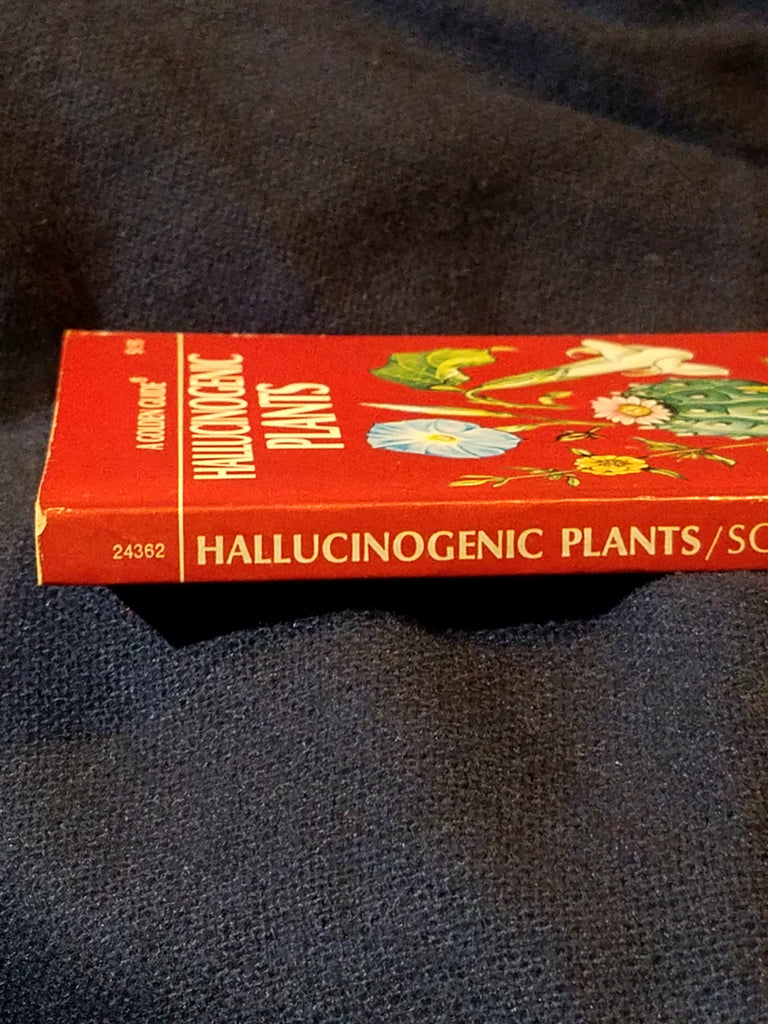 A GOLDEN GUIDE®
HALLUCINOGENIC
PLANTS
24362
HALLUCINOGENIC PLANTS/SC